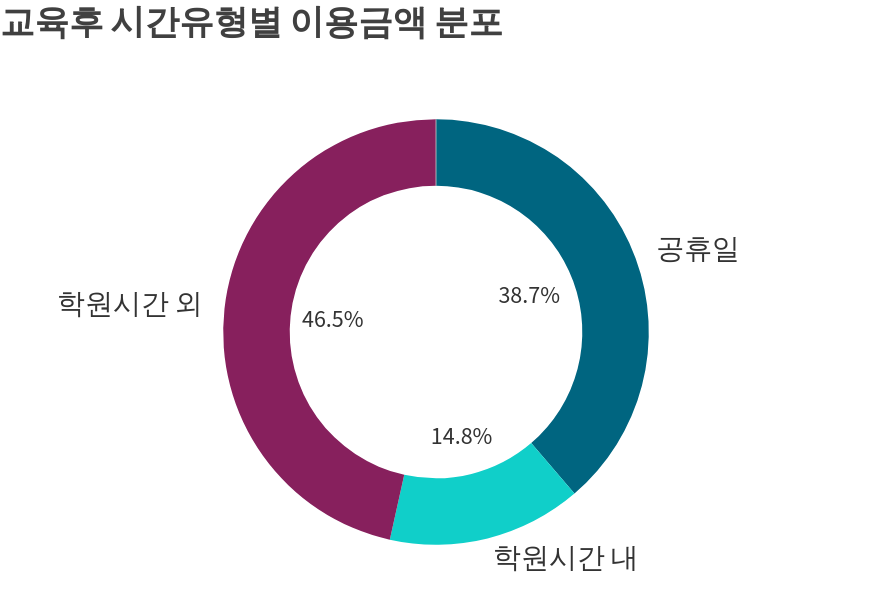 교육후 시간유형별 이용금액 분포
공휴일
38.7%
학원시간 외
46.5%
14.8%
학원시간 내